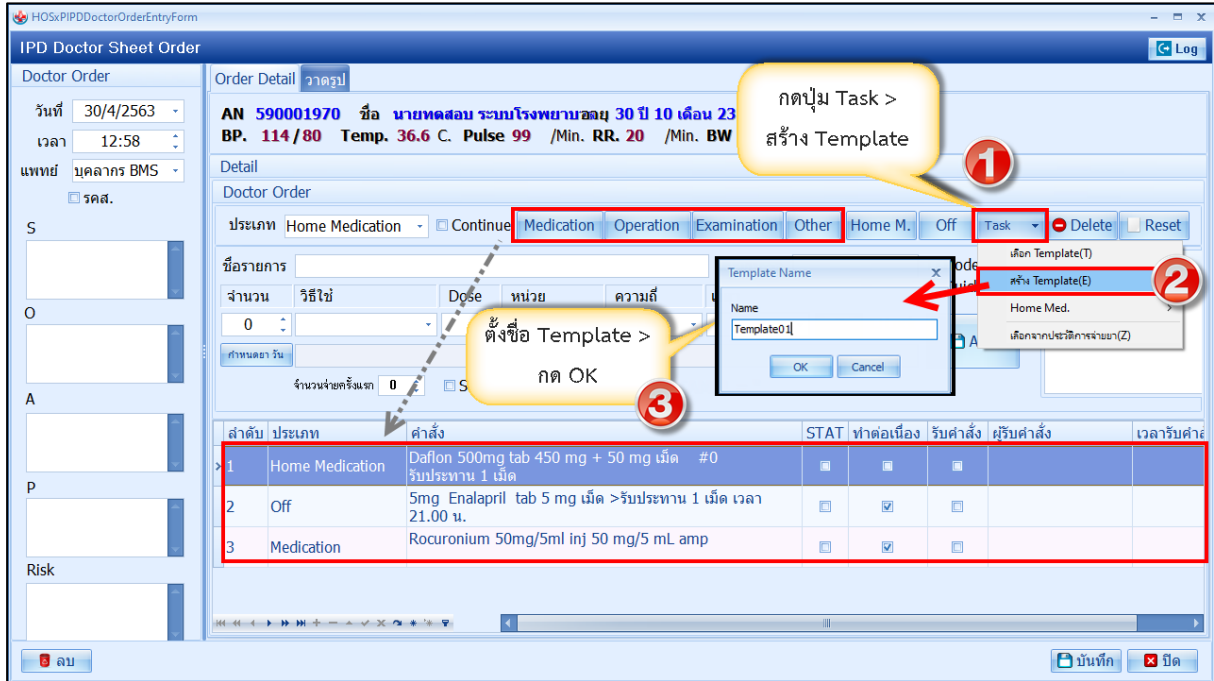 HOSxPIPDDoctorOrderEntryForm
IPD Doctor Sheet Order
Log
Doctor Order
วันที่ 30/4/2563
เวลา 12:58
แพทย์ บุคลากร BMS
รคส.
S
O
A
P
Risk
Order Detail วาดรูป
AN 590001970 ชื่อ นายทดสอบ ระบบโรงพยาบาล 30 ปี 10 เดือน 23
BP. 114/80 Temp. 36.6 C. Pulse 99 /Min. RR. 20 /Min. BW
กดปุ่ม Task >
สร้าง Template
1
Detail
Doctor Order
ประเภท Home Medication Continue Medication Operation Examination Other Home M. Off Task Delete Reset
เลือก Template(T)
สร้าง Template(E)
Home Med.
เลือกจากประวัติการจ่ายยา(Z)
2
ชื่อรายการ
จำนวน วิธีใช้ Dose หน่วย ความถี่
0
กำหนดยา วัน
จำนวนจ่ายครั้งแรก 0 S
Template Name
Name
Template01
OK Cancel
ตั้งชื่อ Template >
กด OK
3
ลำดับ ประเภท คำสั่ง STAT ทำต่อเนื่อง รับคำสั่ง ผู้รับคำสั่ง เวลารับคำส
1 Home Medication Daflon 500mg tab 450 mg + 50 mg เม็ด #0
รับประทาน 1 เม็ด
2 Off 5mg Enalapril tab 5 mg เม็ด >รับประทาน 1 เม็ด เวลา
21.00 น.
3 Medication Rocuronium 50mg/5ml inj 50 mg/5 mL amp
ลบ
บันทึก ปิด